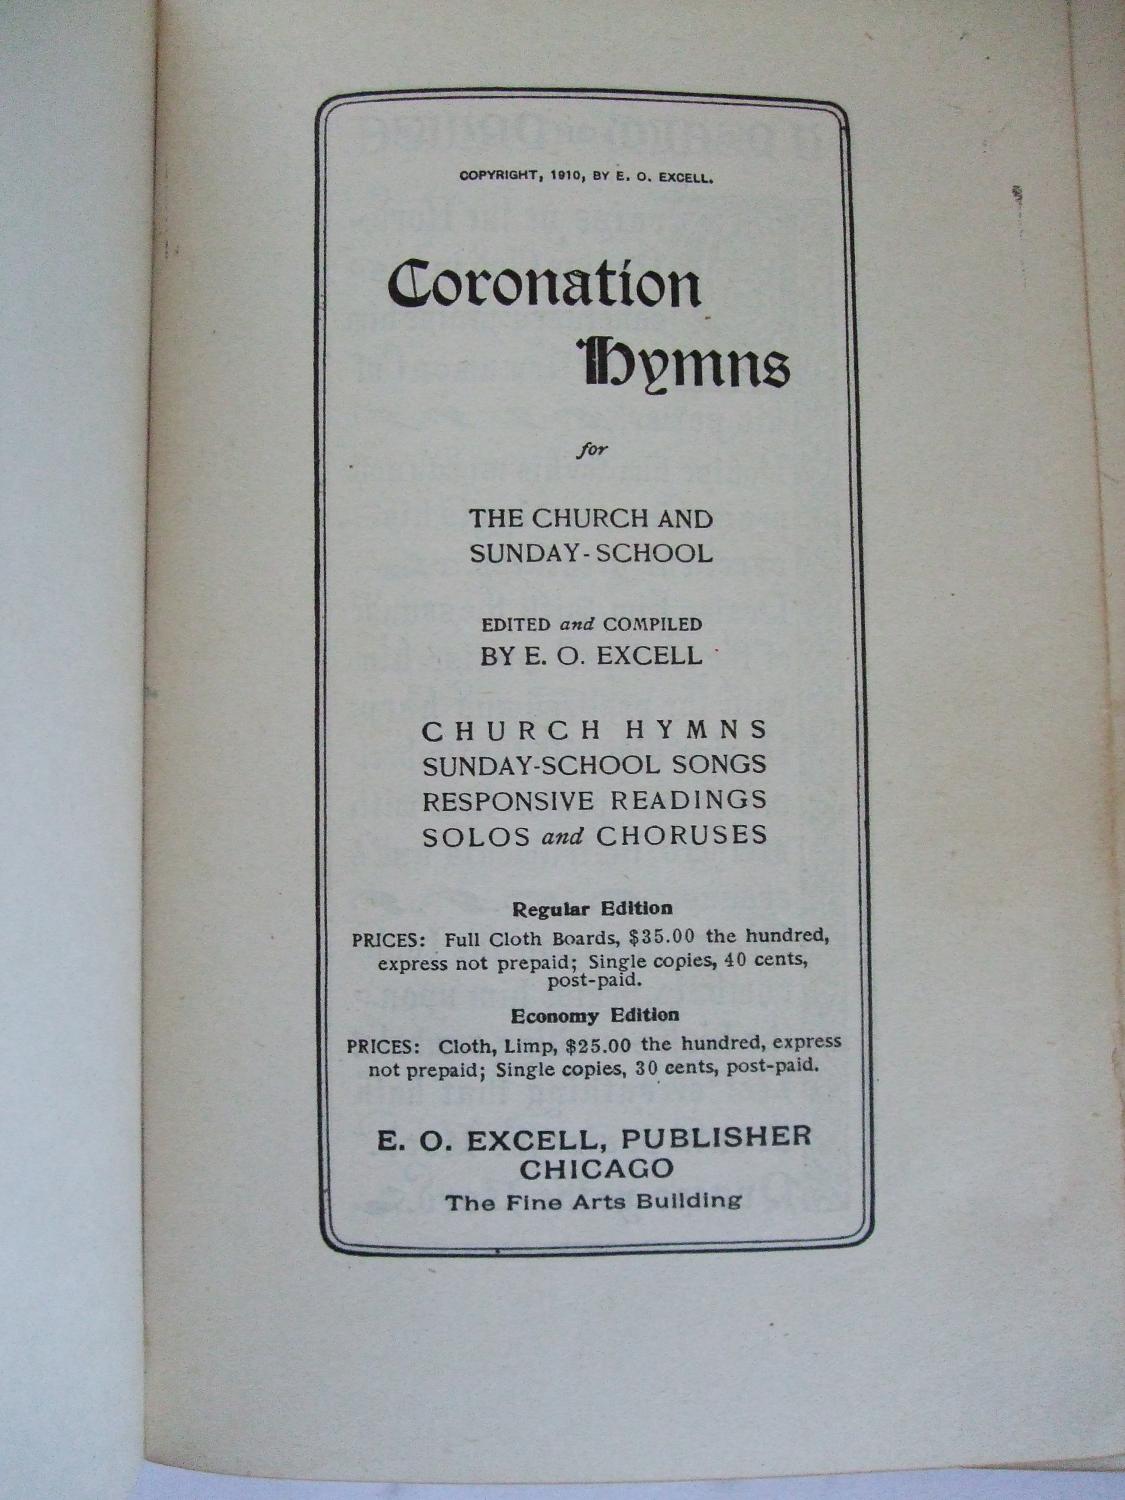 COPYRIGHT, 1910, BY E. O. EXCELL.
Coronation
Hymns
for
THE CHURCH AND
SUNDAY-SCHOOL
EDITED and COMPILED
BY E. O. EXCELL
CHURCH HYMNS
SUNDAY-SCHOOL SONGS
RESPONSIVE READINGS
SOLOS and CHORUSES
Regular Edition
PRICES: Full Cloth Boards, $35.00 the hundred,
express not prepaid; Single copies, 40 cents,
post-paid.
Economy Edition
PRICES: Cloth, Limp, $25.00 the hundred, express
not prepaid; Single copies, 30 cents, post-paid.
E. O. EXCELL, PUBLISHER
CHICAGO
The Fine Arts Building